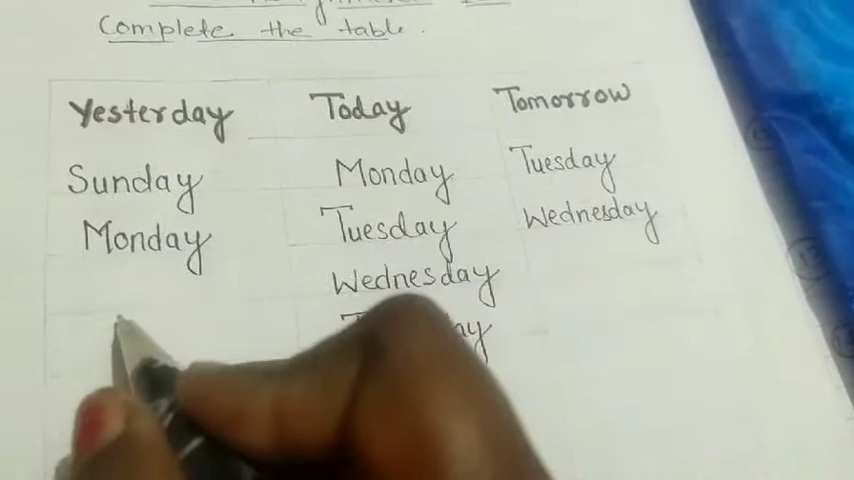 Complete the table.
Yesterday Today Tomorrow
Sunday Monday Tuesday
Monday Tuesday Wednesday
Wednesday